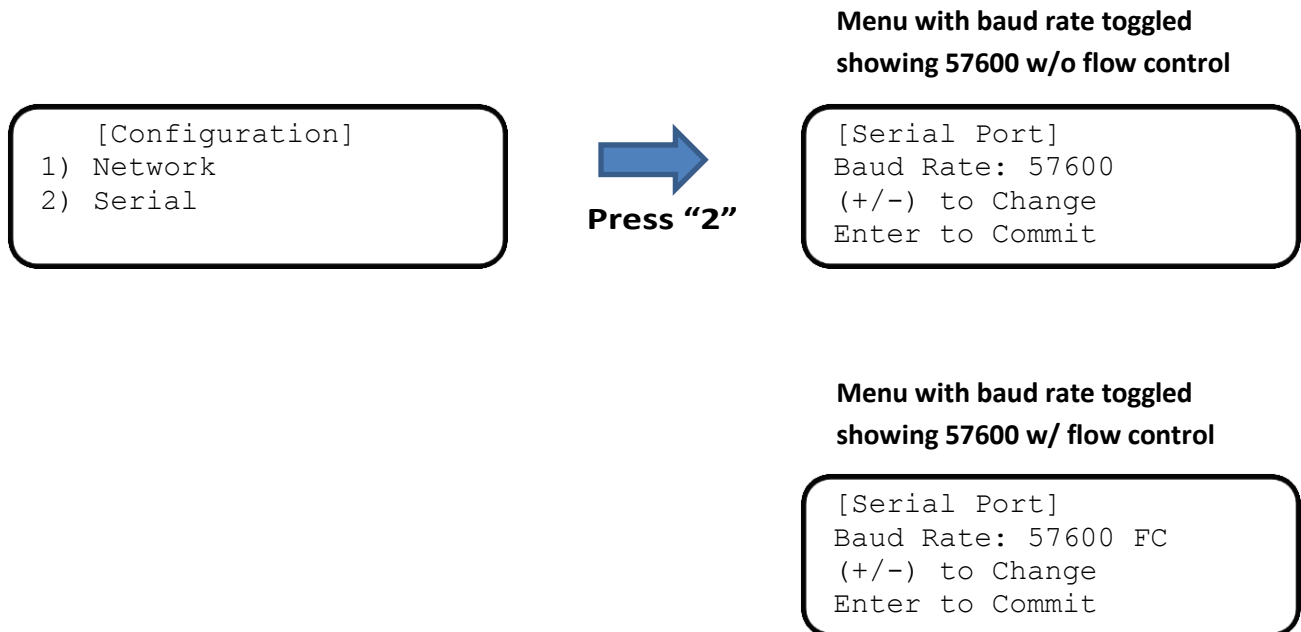 [Configuration]
1) Network
2) Serial
Press “2”
Menu with baud rate toggled
showing 57600 w/o flow control
[Serial Port]
Baud Rate: 57600
(+/-) to Change
Enter to Commit
Menu with baud rate toggled
showing 57600 w/ flow control
[Serial Port]
Baud Rate: 57600 FC
(+/-) to Change
Enter to Commit